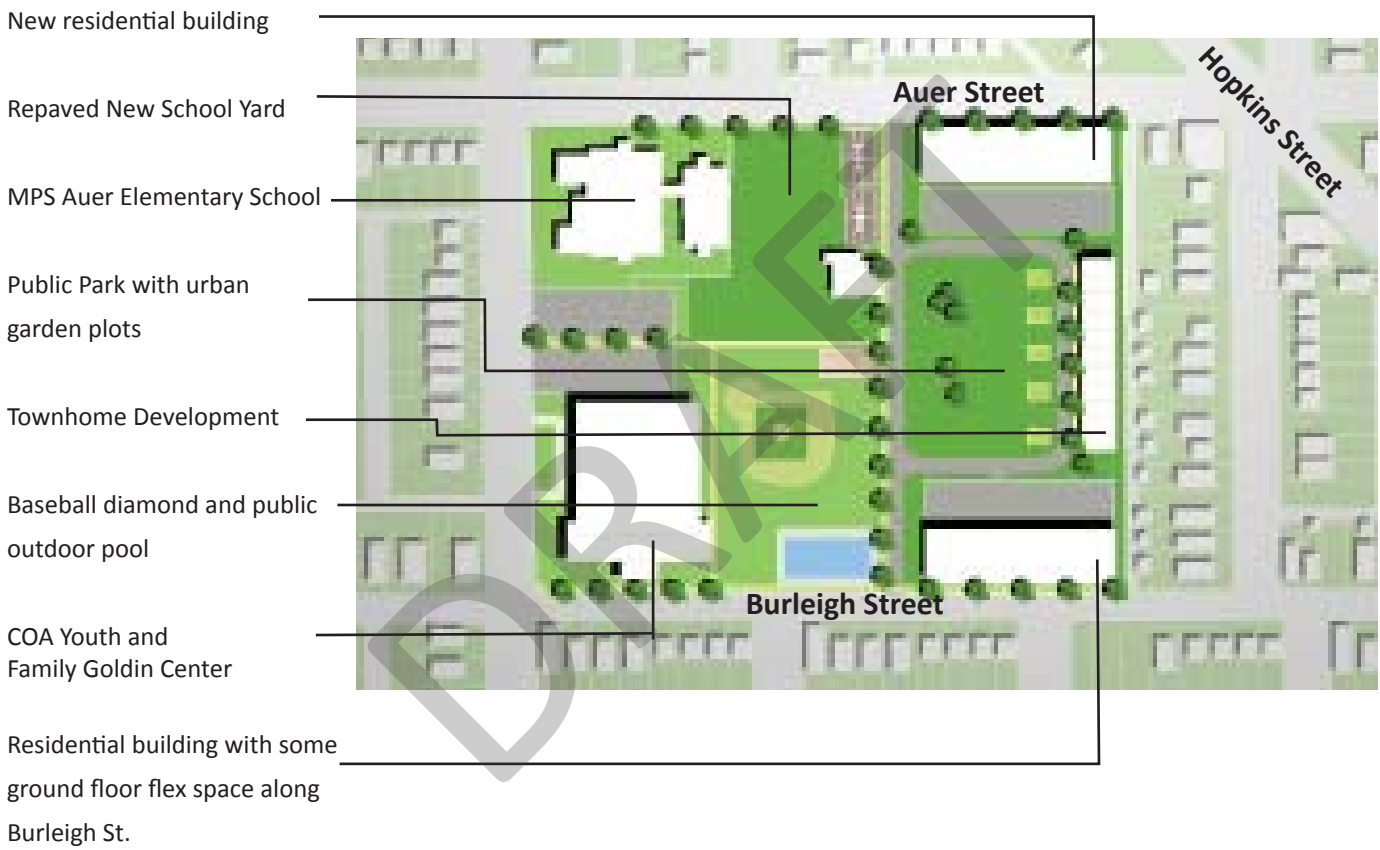 New residential building
Repaved New School Yard
MPS Auer Elementary School
Public Park with urban
garden plots
Townhome Development
Baseball diamond and public
outdoor pool
COA Youth and
Family Goldin Center
Residential building with some
ground floor flex space along
Burleigh St.
Auer Street
Hopkins Street
Burleigh Street
DRAFT